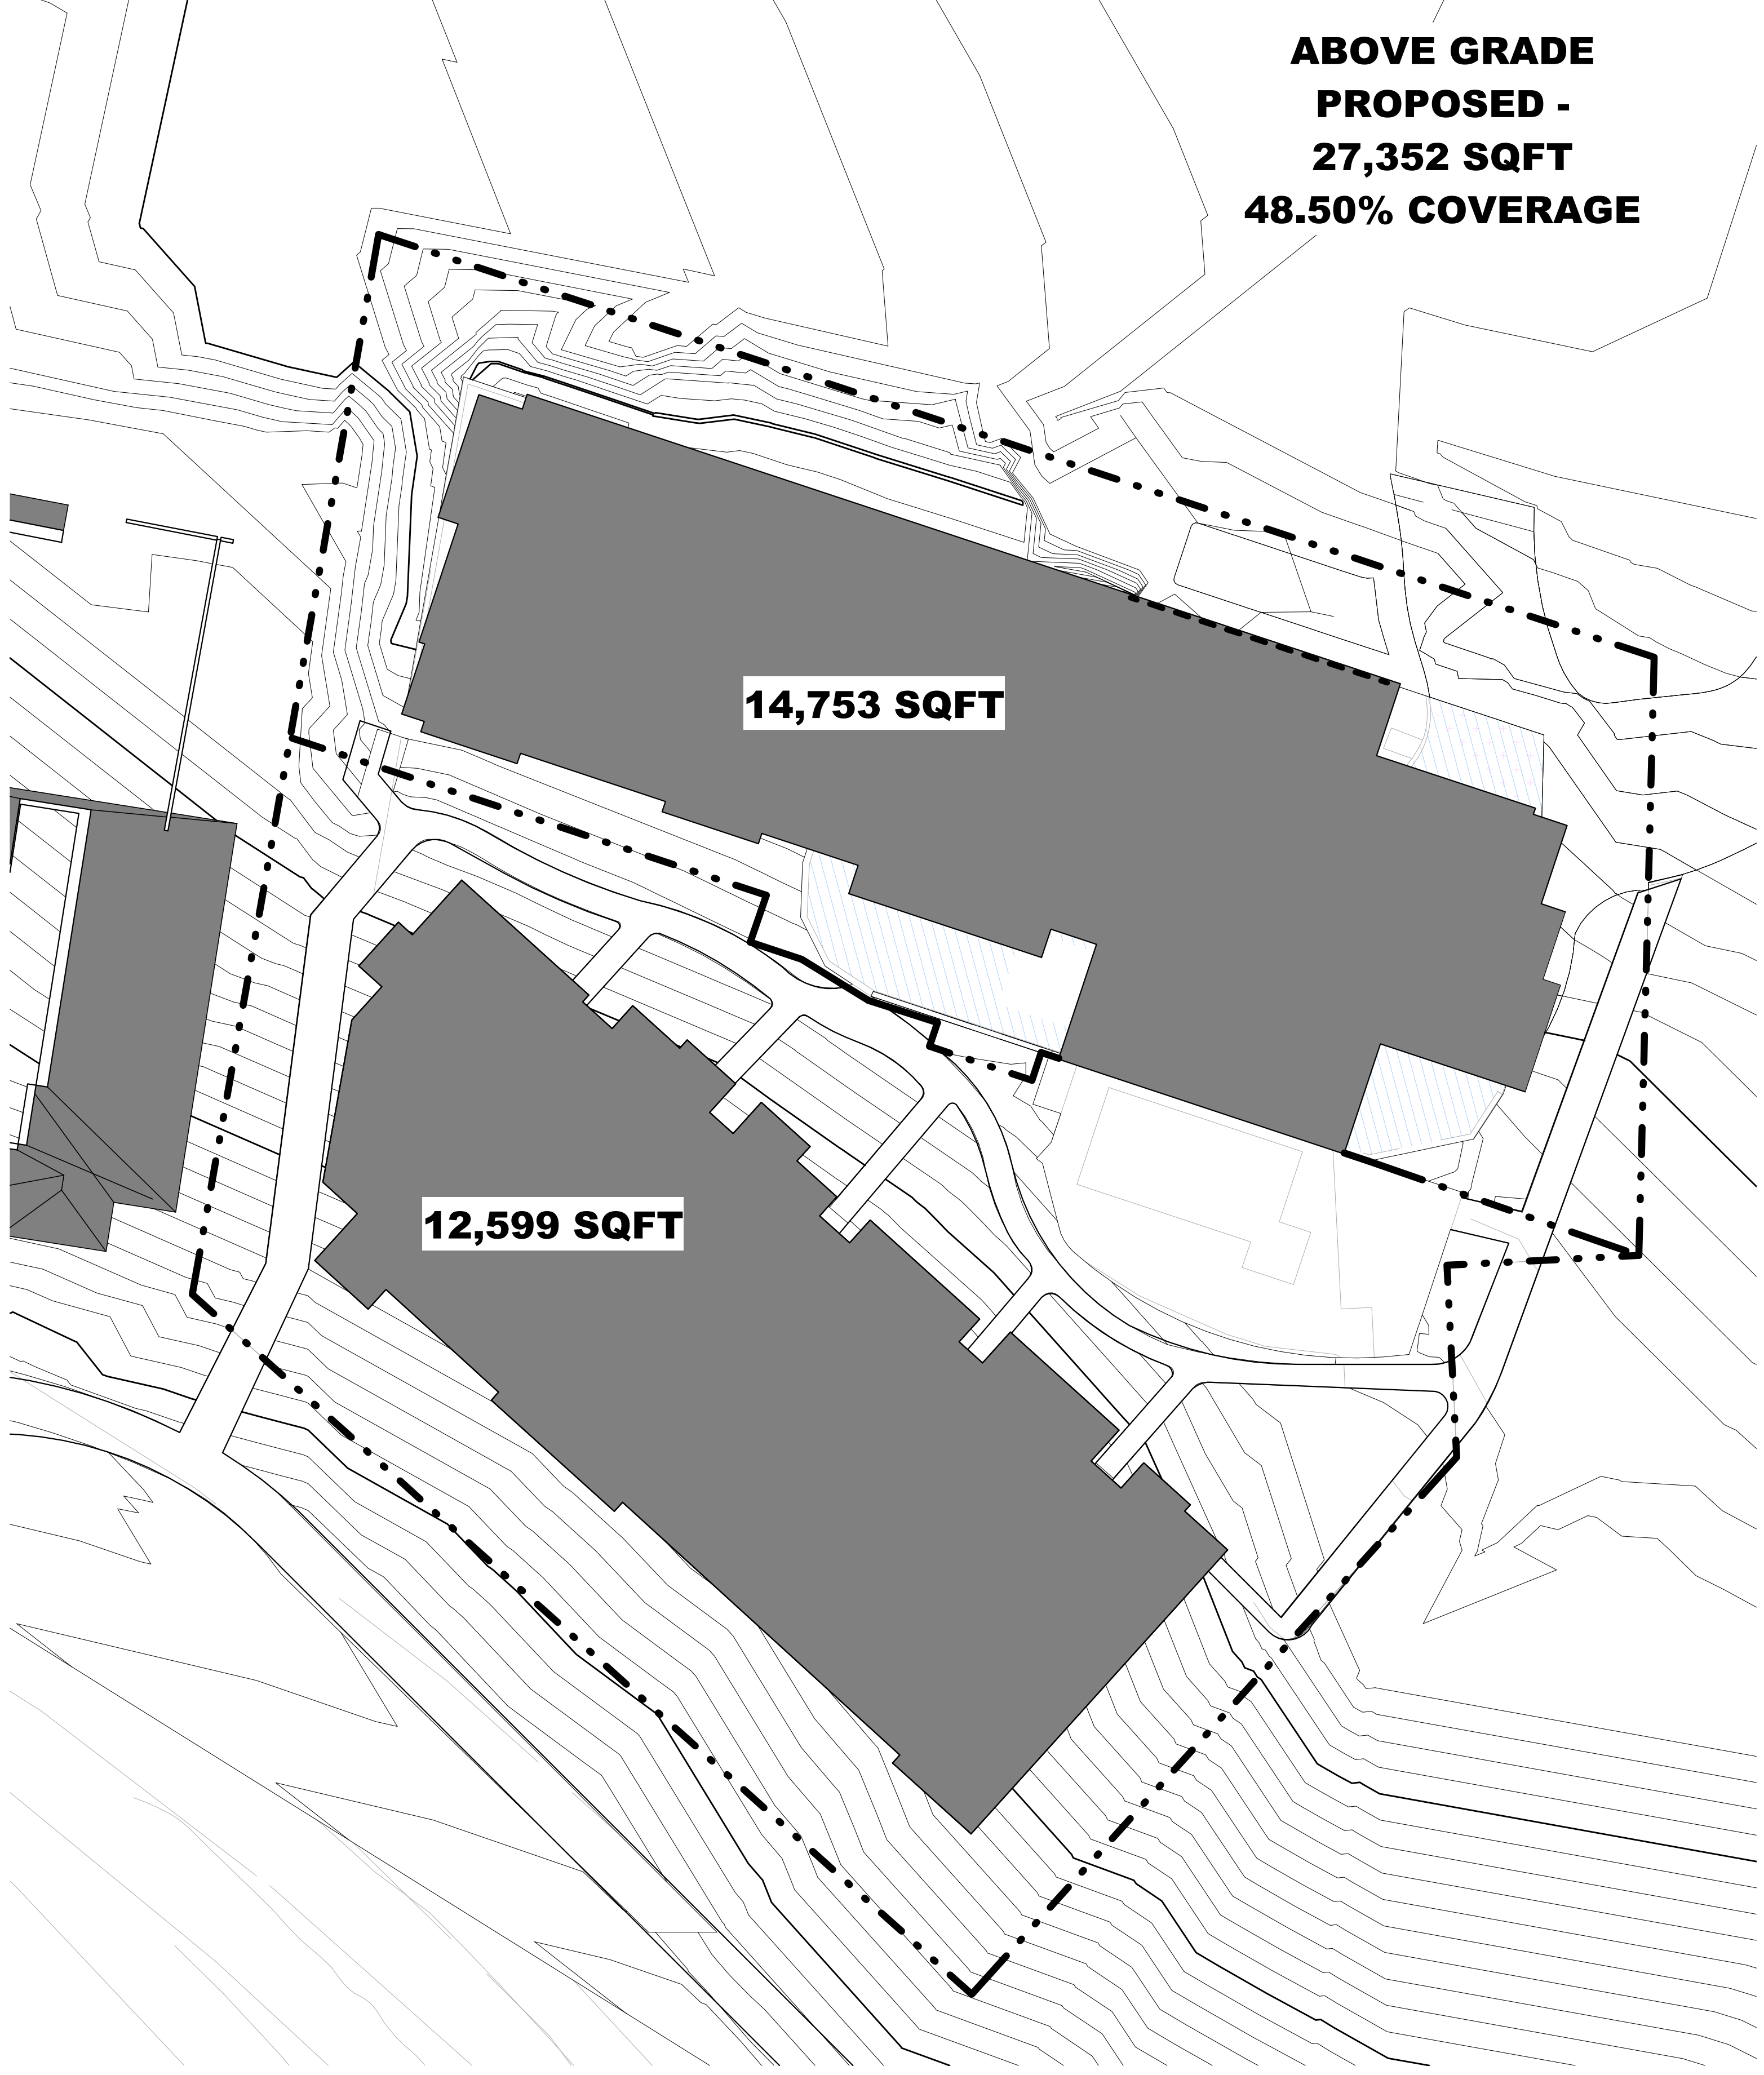 ABOVE GRADE
PROPOSED -
27,352 SQFT
48.50% COVERAGE
14,753 SQFT
12,599 SQFT